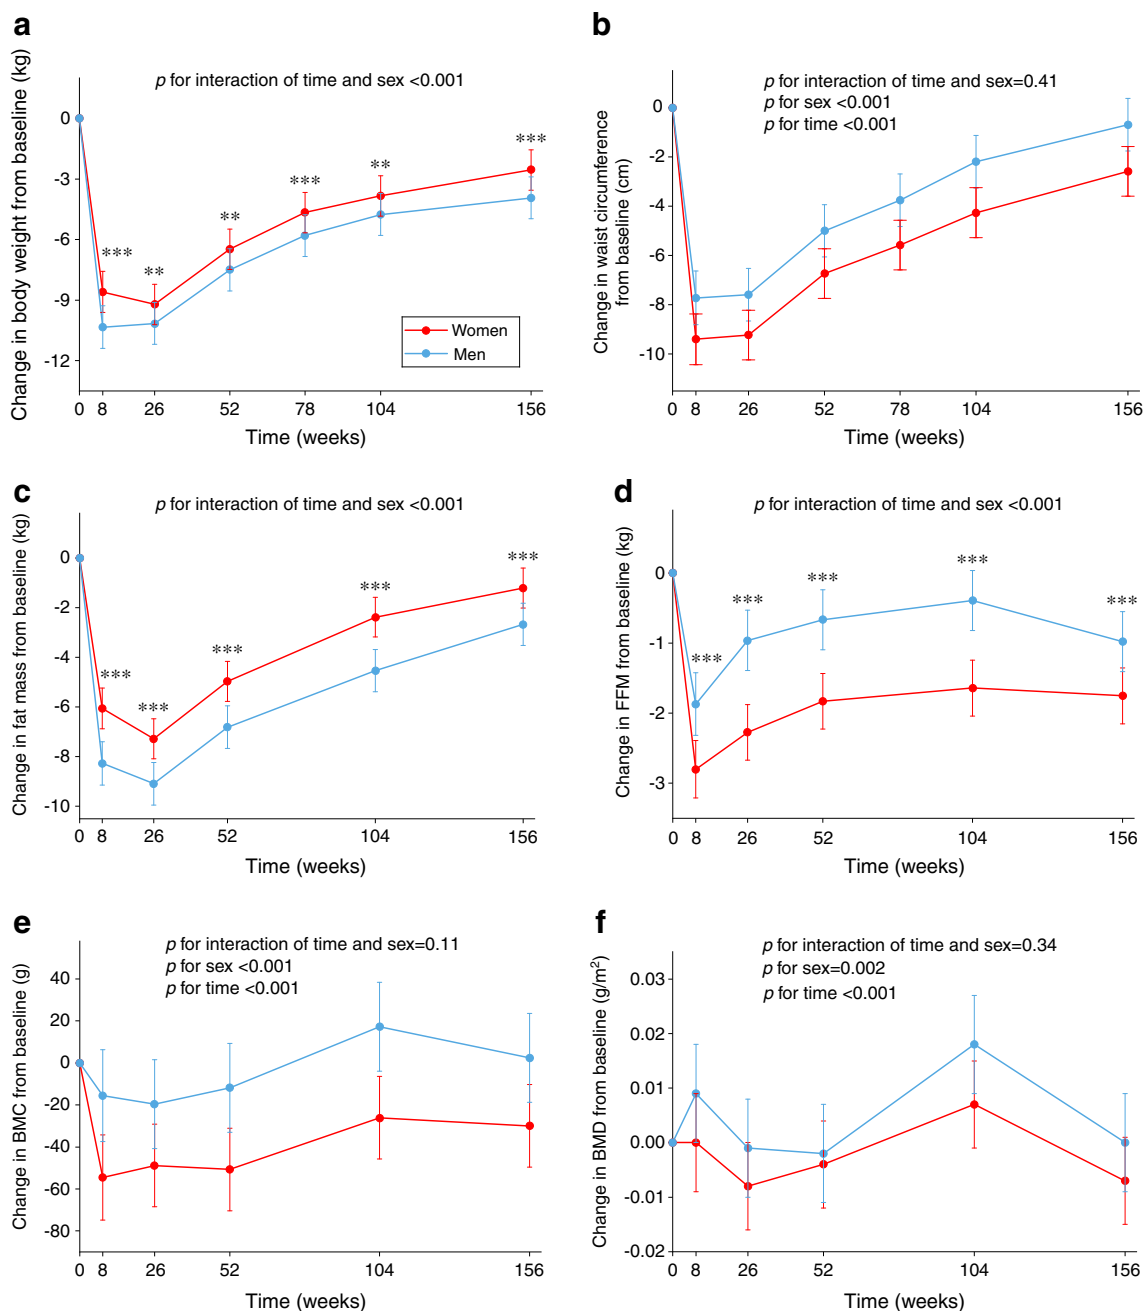 a
p for interaction of time and sex <0.001
Change in body weight from baseline (kg)
0
-3
-6
-9
-12
***
**
**
***
**
***
Women
Men
0 8 26 52 78 104 156
Time (weeks)
b
p for interaction of time and sex=0.41
p for sex <0.001
p for time <0.001
Change in waist circumference
from baseline (cm)
0
-2
-4
-6
-8
-10
0 8 26 52 78 104 156
Time (weeks)
c
p for interaction of time and sex <0.001
Change in fat mass from baseline (kg)
0
-2
-4
-6
-8
-10
***
***
***
***
***
0 8 26 52 104 156
Time (weeks)
d
p for interaction of time and sex <0.001
Change in FFM from baseline (kg)
0
-1
-2
-3
***
***
***
***
***
0 8 26 52 104 156
Time (weeks)
e
p for interaction of time and sex=0.11
p for sex <0.001
p for time <0.001
Change in BMC from baseline (g)
40
20
0
-20
-40
-60
-80
0 8 26 52 104 156
Time (weeks)
f
p for interaction of time and sex=0.34
p for sex=0.002
p for time <0.001
Change in BMD from baseline (g/m²)
0.03
0.02
0.01
0.00
-0.01
-0.02
0 8 26 52 104 156
Time (weeks)